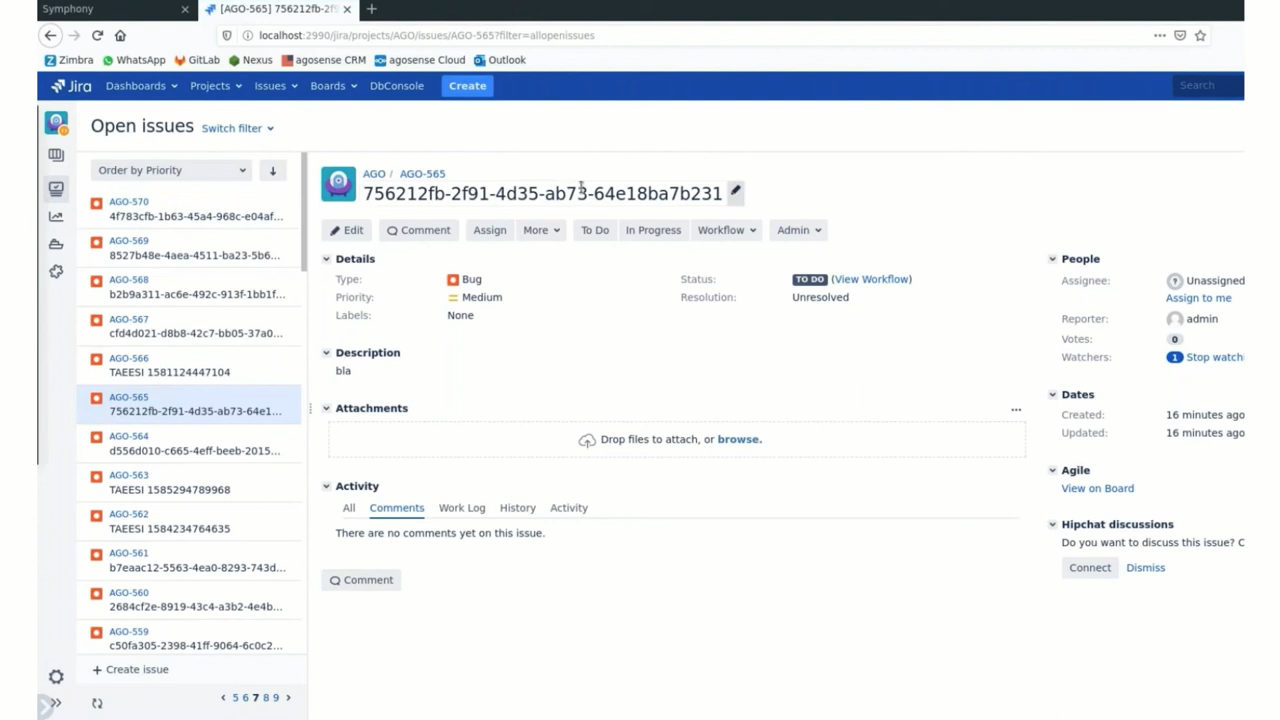 Symphony
[AGO-565] 756212fb-2f9
localhost:2990/jira/projects/AGO/issues/AGO-565?filter=allopenissues
Zimbra WhatsApp GitLab Nexus agosense CRM agosense Cloud Outlook
Jira Dashboards Projects Issues Boards DbConsole Create Search
Open issues Switch filter
Order by Priority
AGO-570
4f783cfb-1b63-45a4-968c-e04af...
AGO-569
8527b48e-4aea-4511-ba23-5b6...
AGO-568
b2b9a311-ac6e-492c-913f-1bb1f...
AGO-567
cfd4d021-d8b8-42c7-bb05-37a0...
AGO-566
TAEESI 1581124447104
AGO-565
756212fb-2f91-4d35-ab73-64e1...
AGO-564
d556d010-c665-4eff-beeb-2015...
AGO-563
TAEESI 1585294789968
AGO-562
TAEESI 1584234764635
AGO-561
b7eaac12-5563-4ea0-8293-743d...
AGO-560
2684cf2e-8919-43c4-a3b2-4e4b...
AGO-559
c50fa305-2398-41ff-9064-6c0c2...
+ Create issue
5 6 7 8 9
AGO / AGO-565
756212fb-2f91-4d35-ab73-64e18ba7b231
Edit Comment Assign More To Do In Progress Workflow Admin
Details
Type: Bug
Priority: Medium
Labels: None
Status: TO DO (View Workflow)
Resolution: Unresolved
Description
bla
Attachments
Drop files to attach, or browse.
Activity
All Comments Work Log History Activity
There are no comments yet on this issue.
Comment
People
Assignee: Unassigned
Assign to me
Reporter: admin
Votes: 0
Watchers: 1 Stop watch
Dates
Created: 16 minutes ago
Updated: 16 minutes ago
Agile
View on Board
Hipchat discussions
Do you want to discuss this issue? C
Connect Dismiss